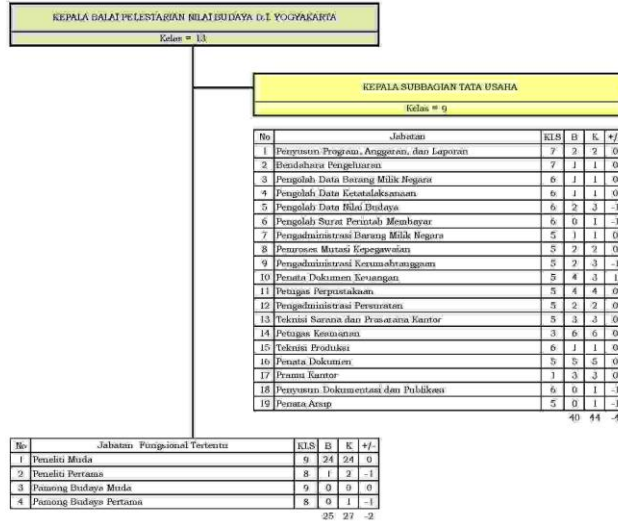 KEPALA BALAI PELESTARIAN NILAI BUDAYA D.I. YOGYAKARTA
Kelas = 13
KEPALA SUBBAGIAN TATA USAHA
Kelas = 9
No Jabatan KLS B K +/-
1 Penyusun Program, Anggaran, dan Laporan 7 2 2 0
2 Bendahara Pengeluaran 7 1 1 0
3 Pengolah Data Barang Milik Negara 6 1 1 0
4 Pengolah Data Ketatalaksanaan 6 1 1 0
5 Pengolah Data Nilai Budaya 6 2 3 -1
6 Pengolah Surat Perintah Membayar 6 0 1 -1
7 Pengadministrasi Barang Milik Negara 5 1 1 0
8 Pemroses Mutasi Kepegawaian 5 2 2 0
9 Pengadministrasi Kerumahtanggaan 5 2 3 -1
10 Penata Dokumen Keuangan 5 4 3 1
11 Petugas Perpustakaan 5 4 4 0
12 Pengadministrasi Persuratan 5 2 2 0
13 Teknisi Sarana dan Prasarana Kantor 5 3 3 0
14 Petugas Keamanan 3 6 6 0
15 Teknisi Produksi 6 1 1 0
16 Penata Dokumen 5 5 5 0
17 Pramu Kantor 1 3 3 0
18 Penyusun Dokumentasi dan Publikasi 6 0 1 -1
19 Penata Arsip 5 0 1 -1
40 44 -4
No Jabatan Fungsional Tertentu KLS B K +/-
1 Peneliti Muda 9 24 24 0
2 Peneliti Pertama 8 1 2 -1
3 Pamong Budaya Muda 9 0 0 0
4 Pamong Budaya Pertama 8 0 1 -1
25 27 -2